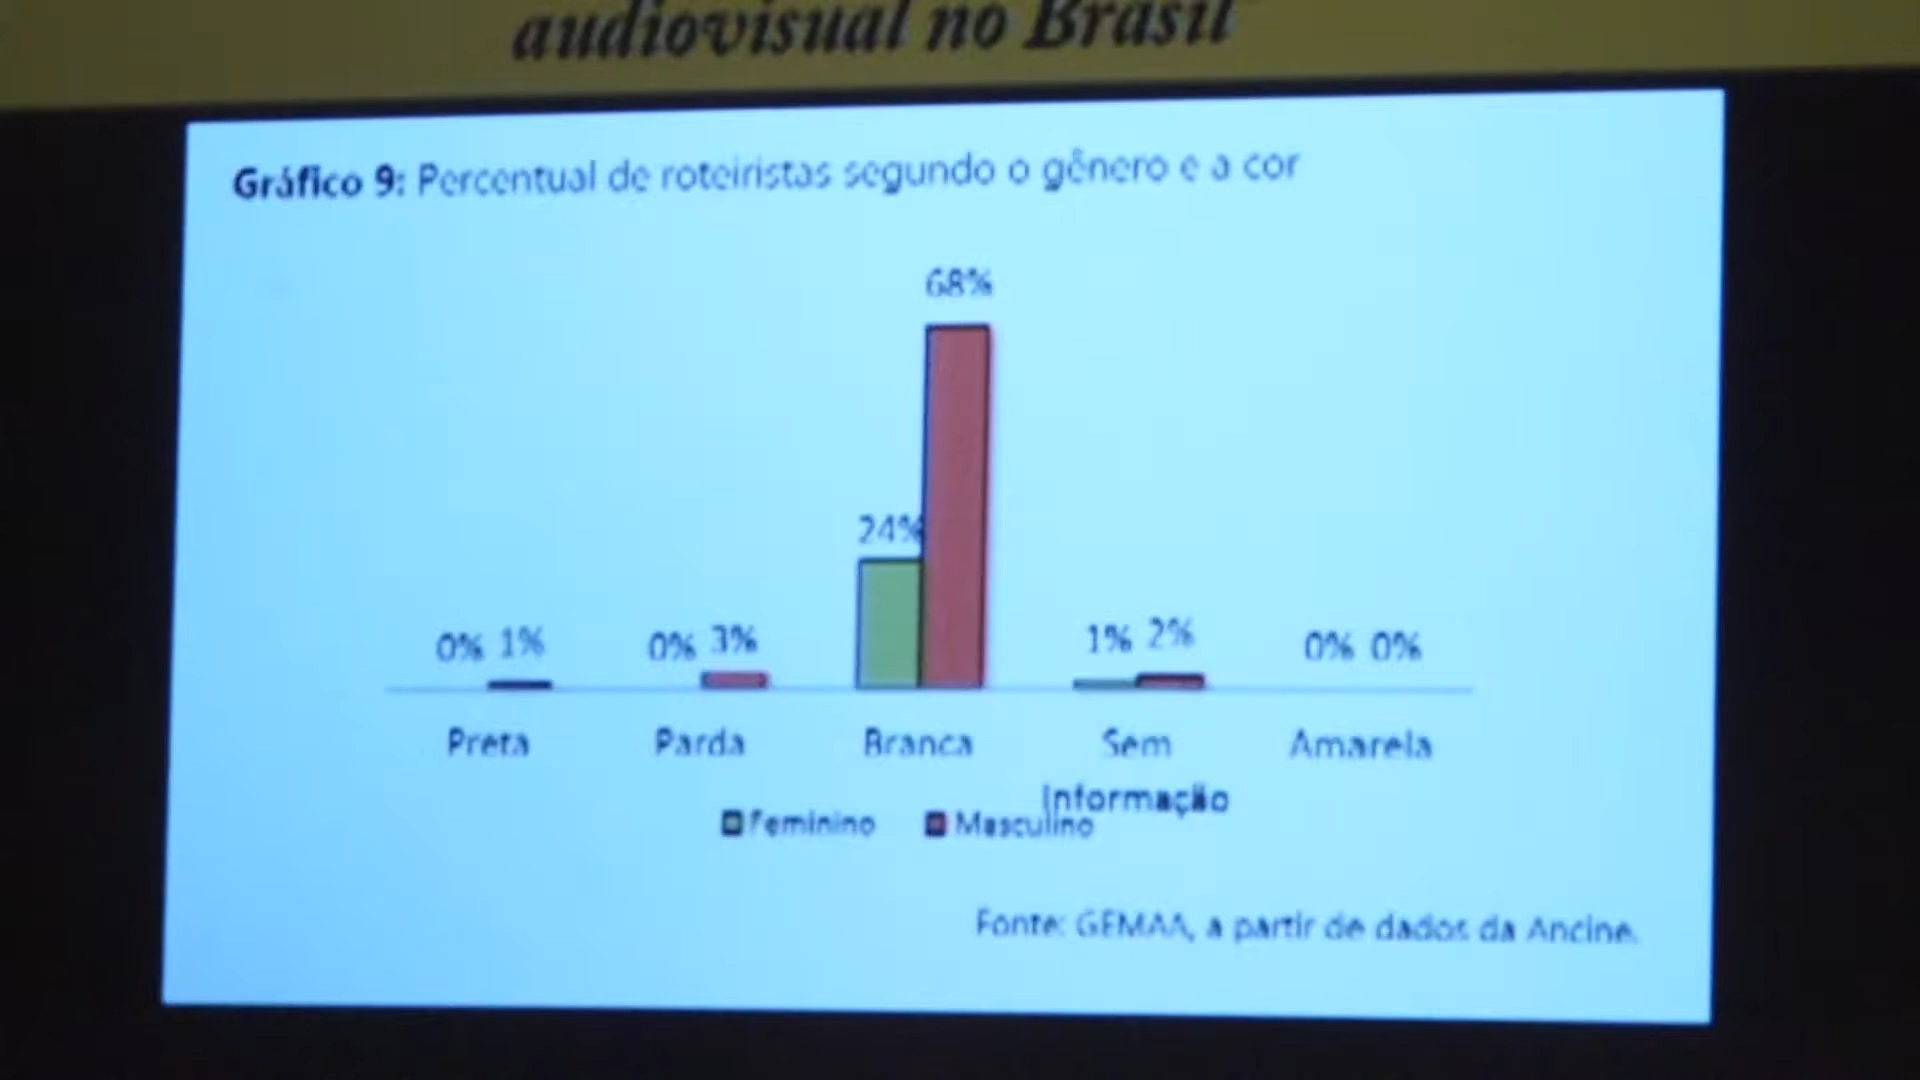 audiovisual no Brasil
Gráfico 9: Percentual de roteiristas segundo o gênero e a cor
68%
24%
0% 1% 0% 3% 1% 2% 0% 0%
Preta Parda Branca Sem Informação Amarela
Feminino Masculino
Fonte: GEMAA, a partir de dados da Ancine.